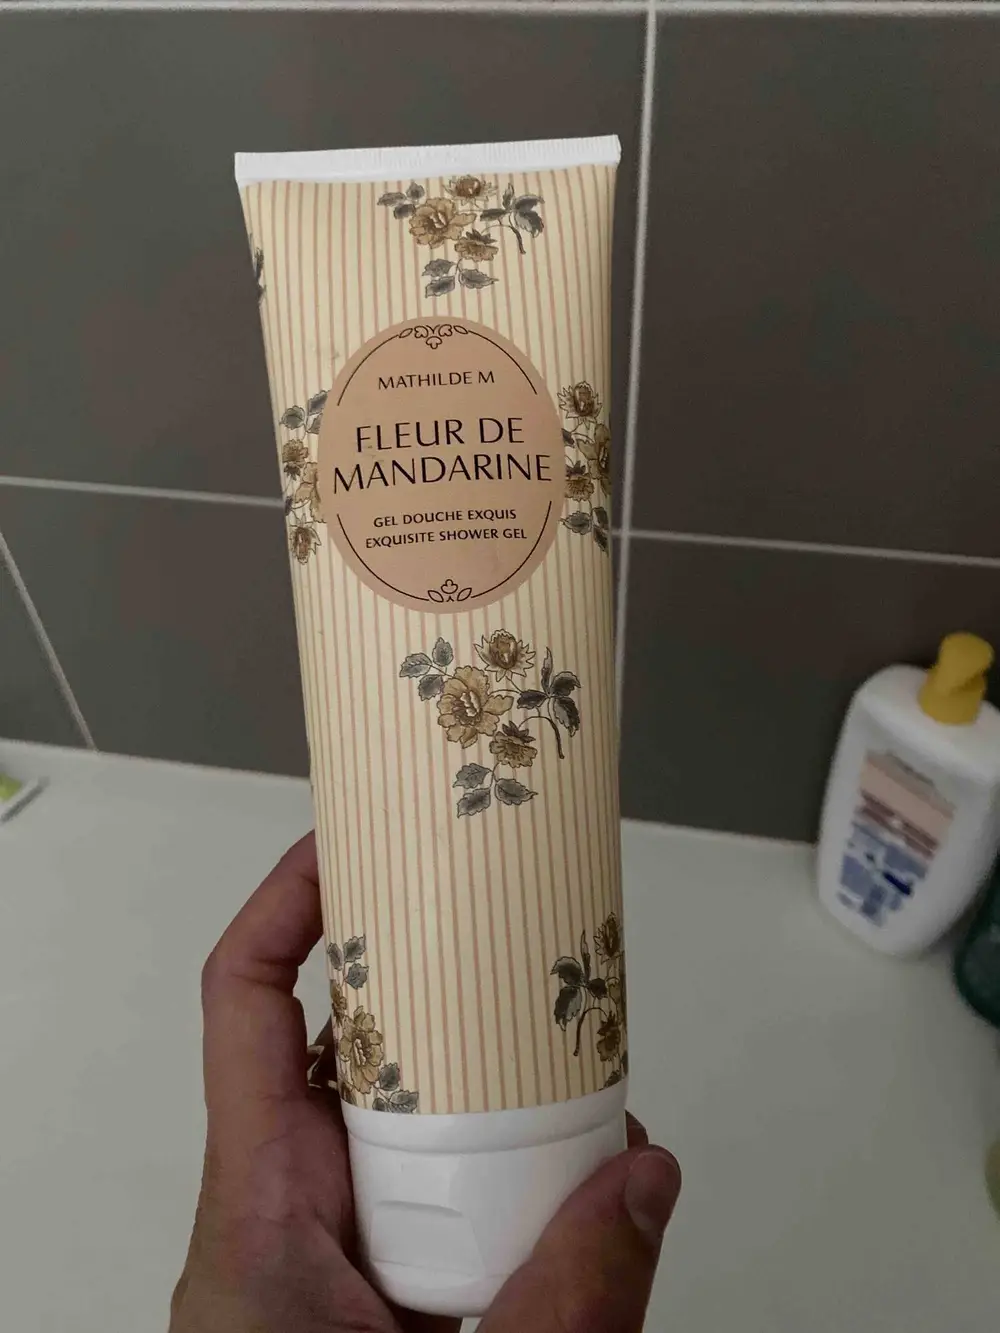 MATHILDE M
FLEUR DE
MANDARINE
GEL DOUCHE EXQUIS
EXQUISITE SHOWER GEL